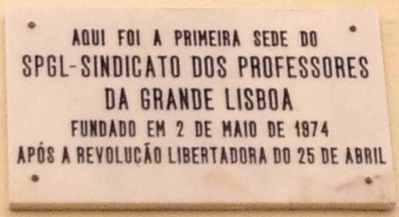 AQUI FOI A PRIMEIRA SEDE DO
SPGL-SINDICATO DOS PROFESSORES
DA GRANDE LISBOA
FUNDADO EM 2 DE MAIO DE 1974
APÓS A REVOLUÇÃO LIBERTADORA DO 25 DE ABRIL